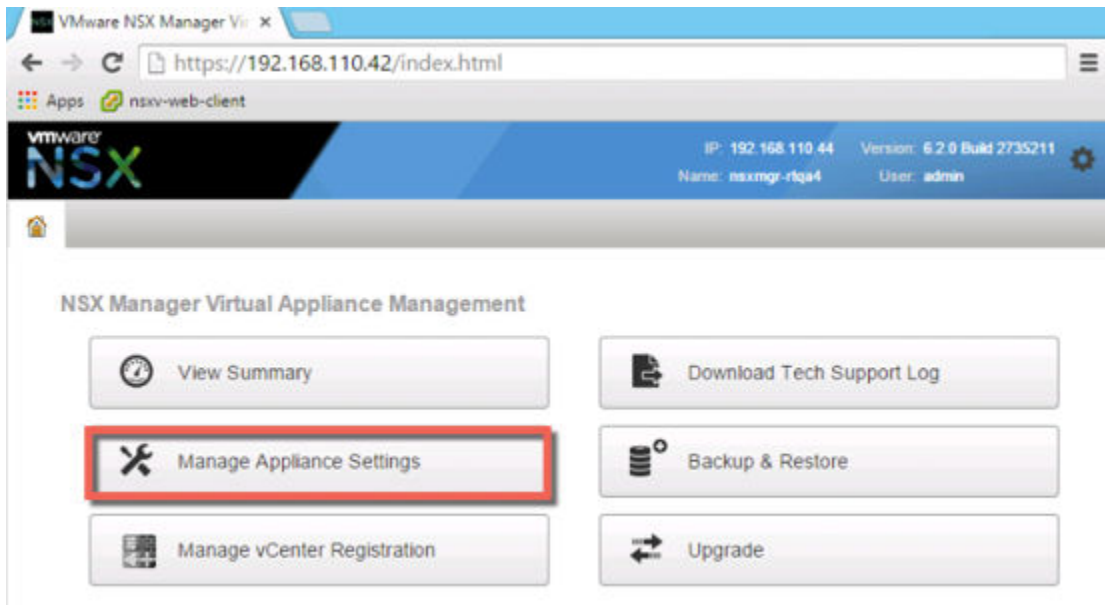 VMware NSX Manager Vir
https://192.168.110.42/index.html
Apps nsxv-web-client
vmware NSX
IP: 192.168.110.44 Version: 6.2.0 Build 2735211
Name: nsxmgr-rtqa4 User: admin
NSX Manager Virtual Appliance Management
View Summary
Download Tech Support Log
Manage Appliance Settings
Backup & Restore
Manage vCenter Registration
Upgrade